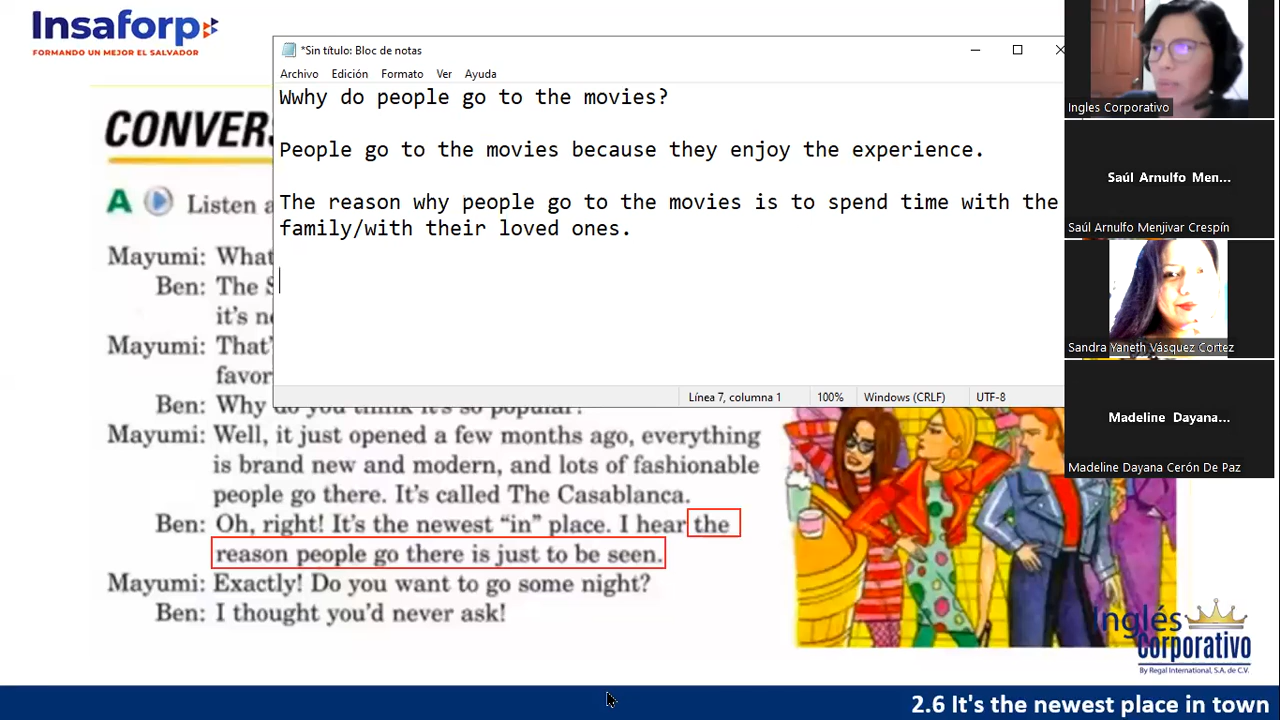 Insaforp
FORMANDO UN MEJOR EL SALVADOR
*Sin título: Bloc de notas
Archivo Edición Formato Ver Ayuda
Wwhy do people go to the movies?
People go to the movies because they enjoy the experience.
The reason why people go to the movies is to spend time with the
family/with their loved ones.
Línea 7, columna 1 100% Windows (CRLF) UTF-8
CONVERS
A Listen a
Mayumi: What
Ben: The S
it's ne
Mayumi: That'
favor
Ben: Why do you think it's so popular?
Mayumi: Well, it just opened a few months ago, everything
is brand new and modern, and lots of fashionable
people go there. It's called The Casablanca.
Ben: Oh, right! It's the newest "in" place. I hear the
reason people go there is just to be seen.
Mayumi: Exactly! Do you want to go some night?
Ben: I thought you'd never ask!
Ingles Corporativo
Saúl Arnulfo Men...
Saúl Arnulfo Menjivar Crespín
Sandra Yaneth Vásquez Cortez
Madeline Dayana...
Madeline Dayana Cerón De Paz
Inglés
Corporativo
By Regal International, S.A. de C.V.
2.6 It's the newest place in town